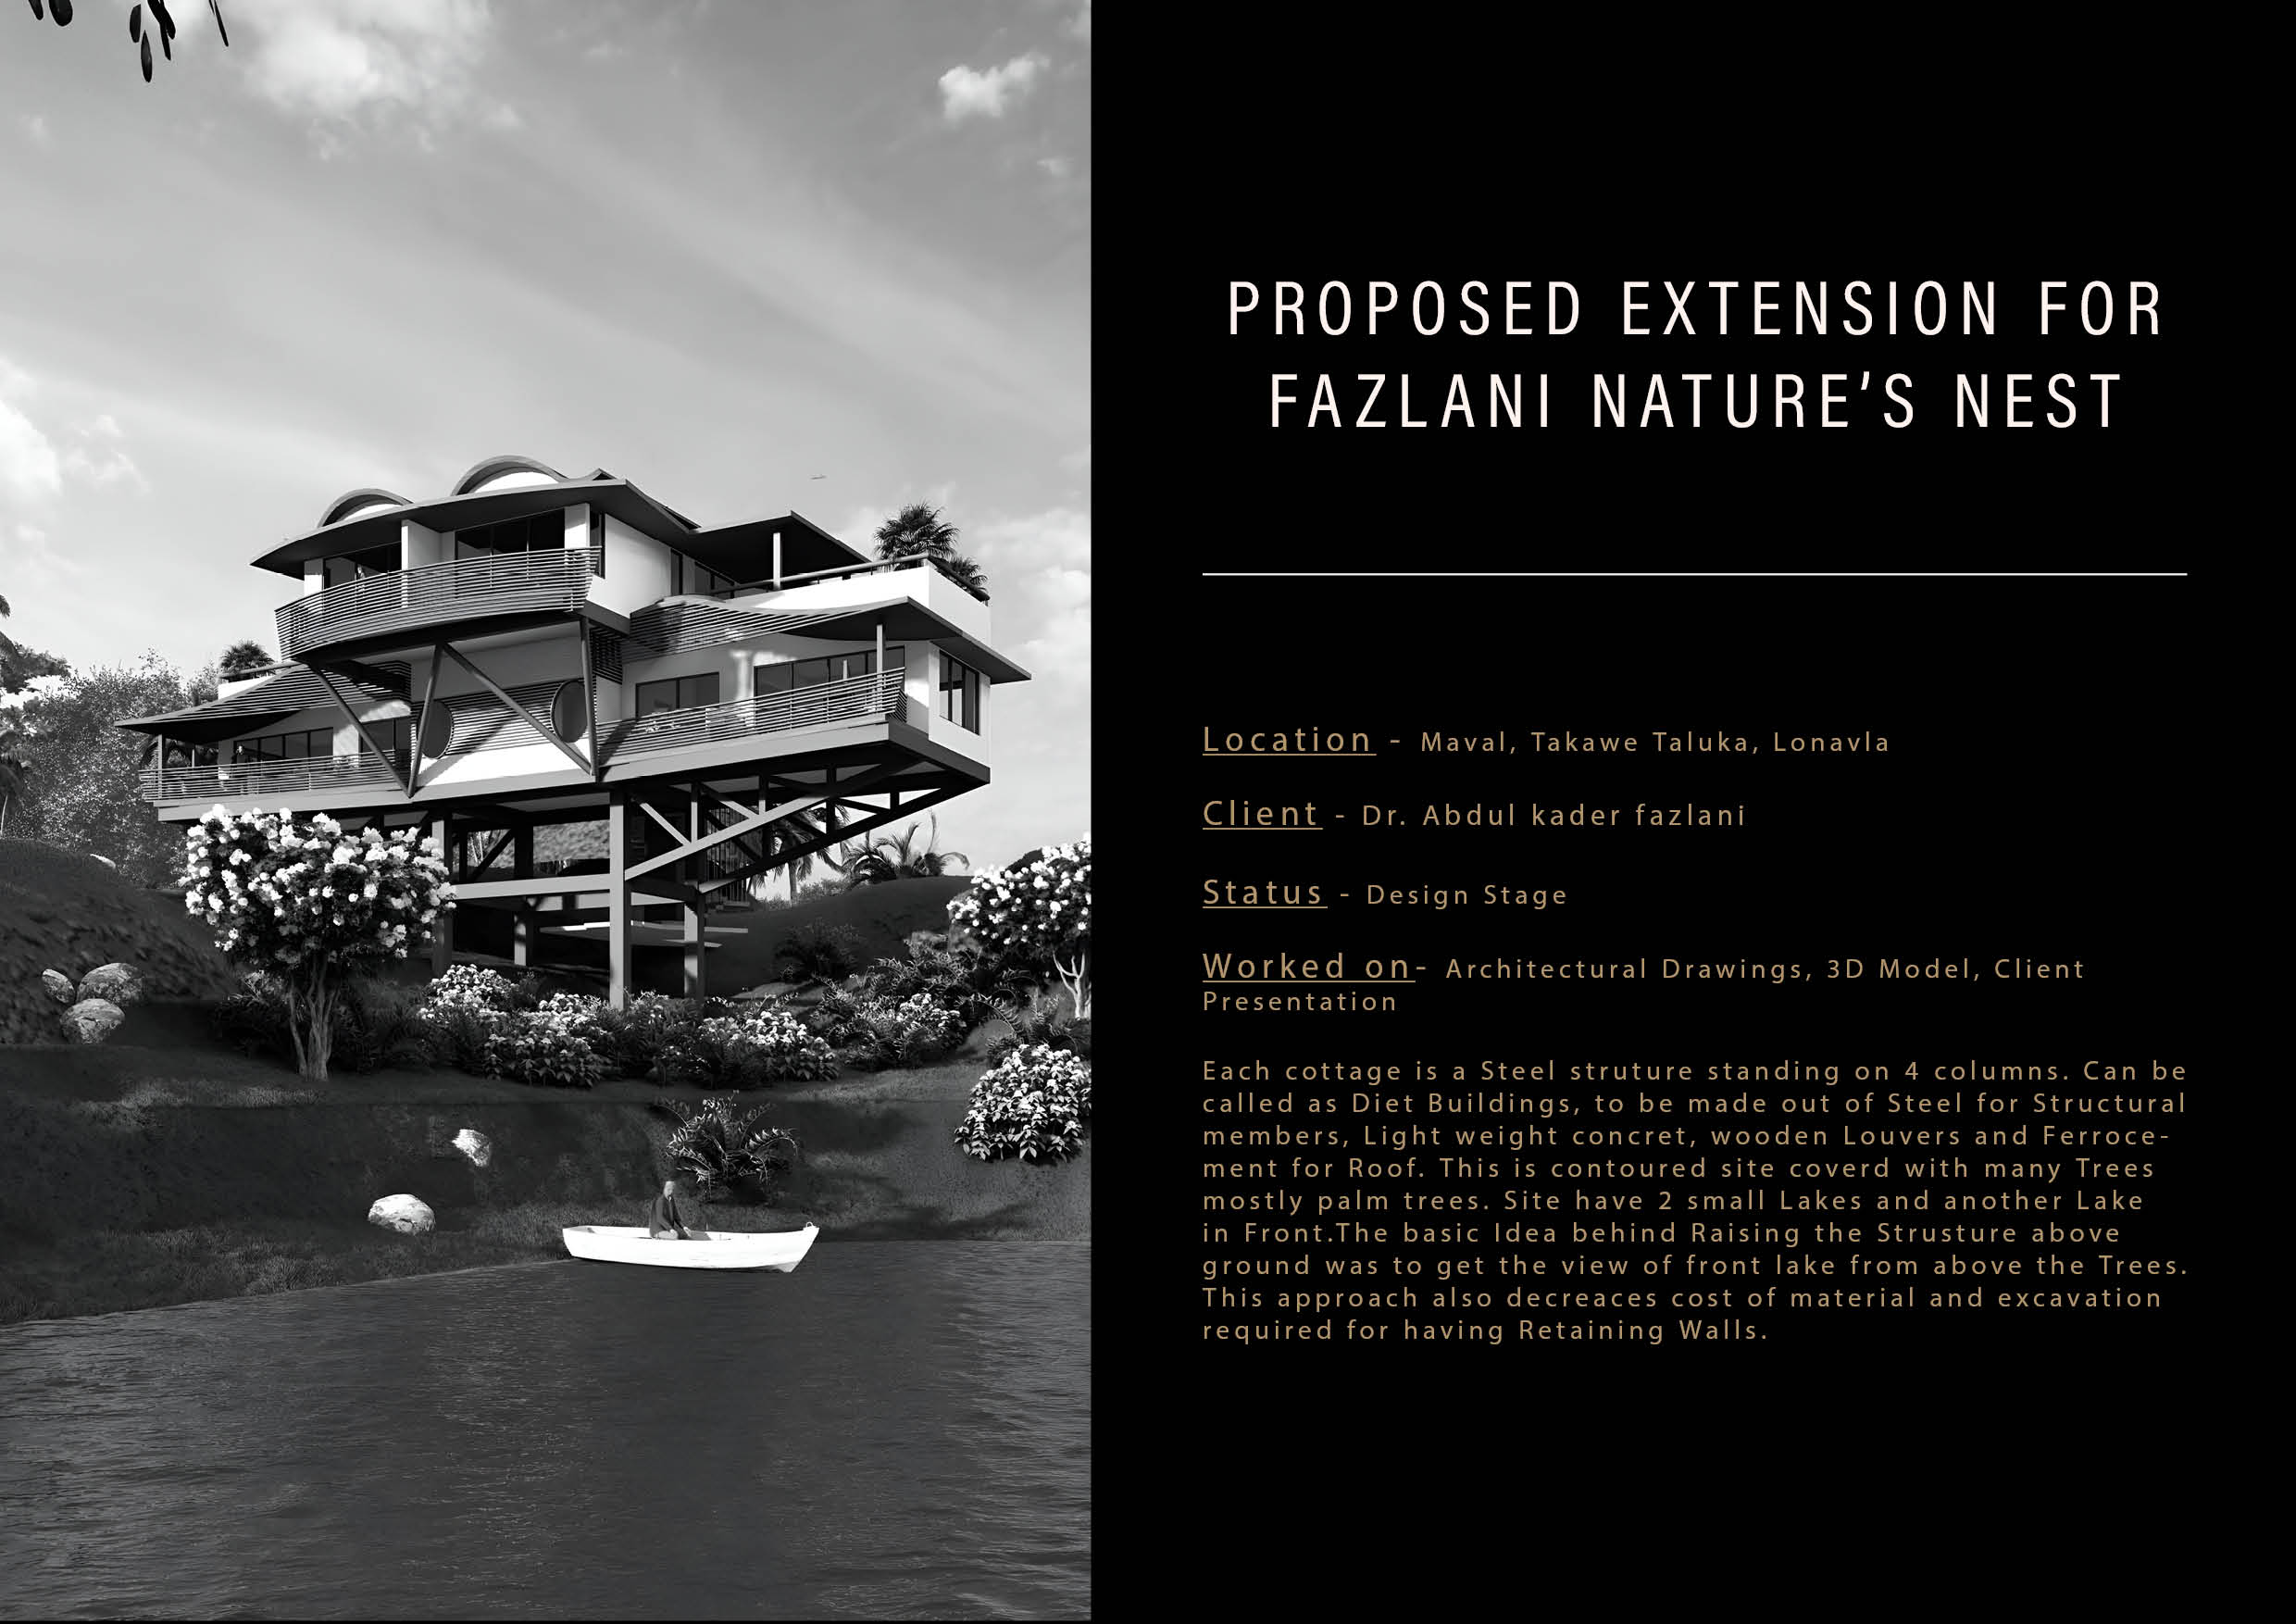 PROPOSED EXTENSION FOR
FAZLANI NATURE’S NEST
Location - Maval, Takawe Taluka, Lonavla
Client - Dr. Abdul kader fazlani
Status - Design Stage
Worked on- Architectural Drawings, 3D Model, Client
Presentation
Each cottage is a Steel struture standing on 4 columns. Can be
called as Diet Buildings, to be made out of Steel for Structural
members, Light weight concret, wooden Louvers and Ferroce-
ment for Roof. This is contoured site coverd with many Trees
mostly palm trees. Site have 2 small Lakes and another Lake
in Front.The basic Idea behind Raising the Strusture above
ground was to get the view of front lake from above the Trees.
This approach also decreaces cost of material and excavation
required for having Retaining Walls.